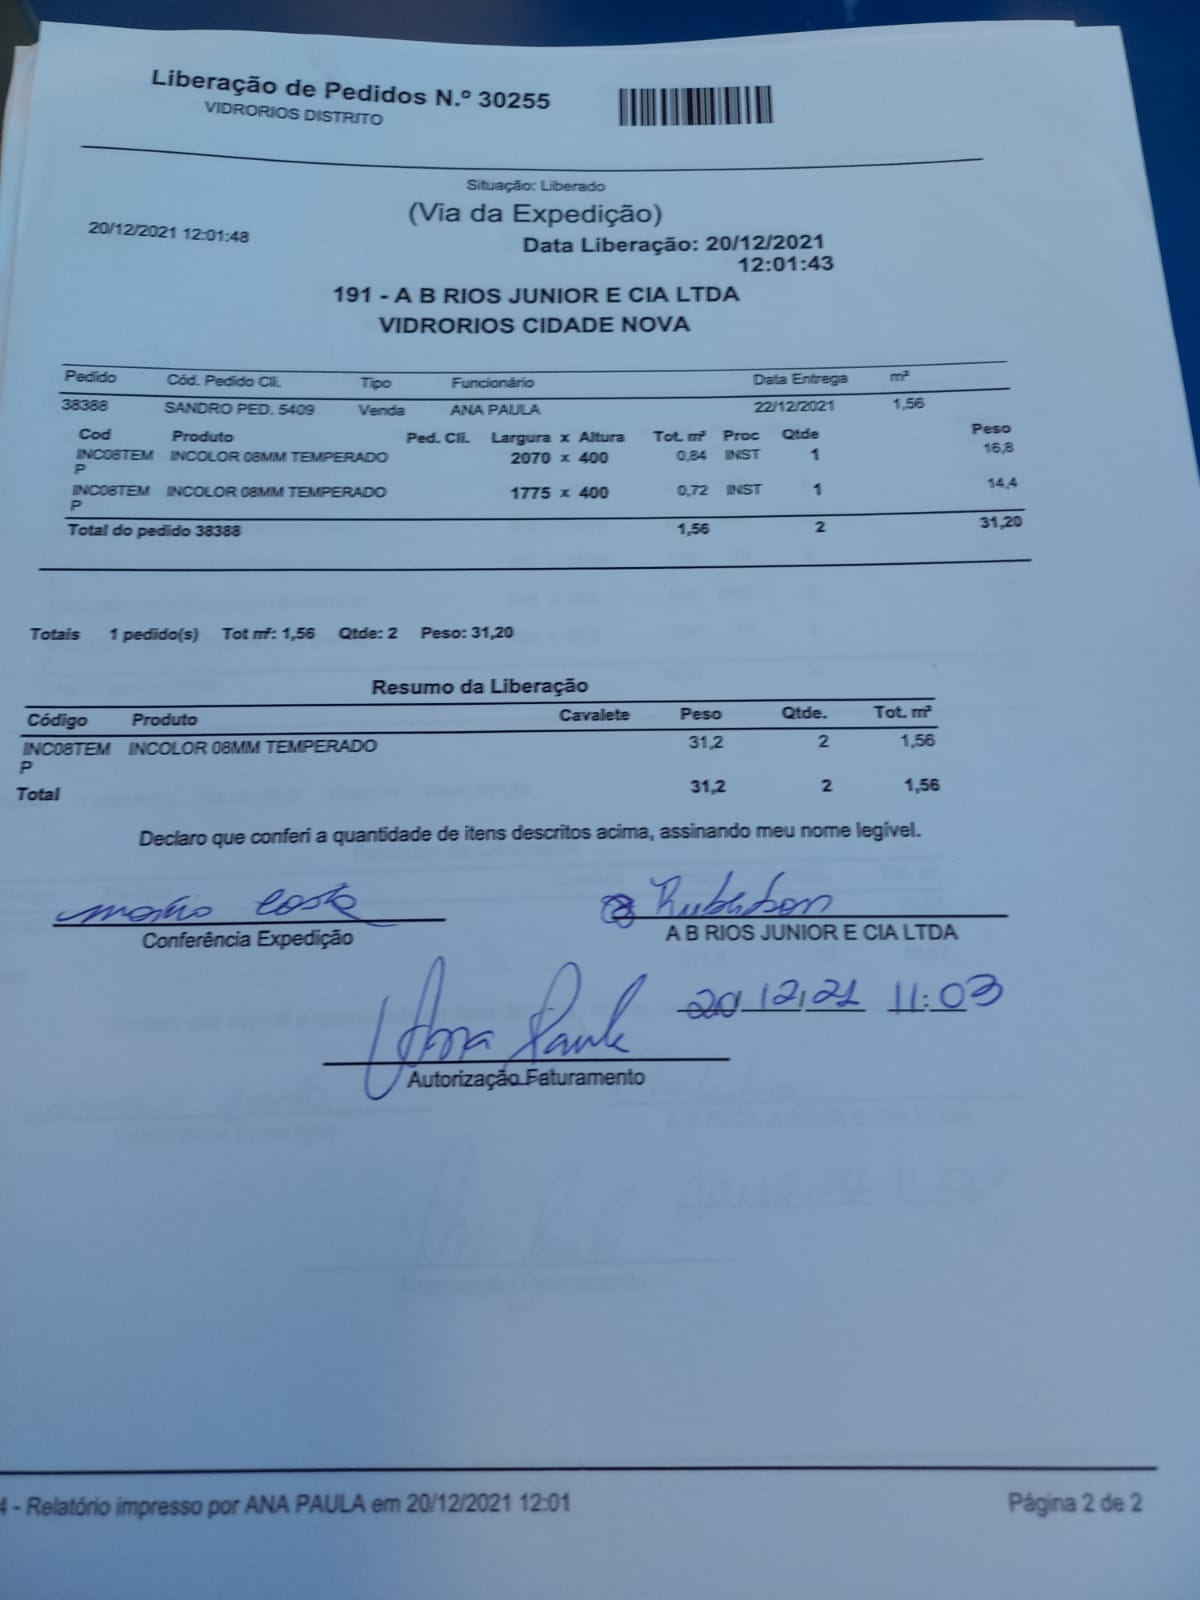 Liberação de Pedidos N.º 30255
VIDRORIOS DISTRITO
Situação: Liberado
(Via da Expedição)
20/12/2021 12:01:48
Data Liberação: 20/12/2021
12:01:43
191 - A B RIOS JUNIOR E CIA LTDA
VIDRORIOS CIDADE NOVA
Pedido Cód. Pedido Cli. Tipo Funcionário Data Entrega m²
38388 SANDRO PED. 5409 Venda ANA PAULA 22/12/2021 1,56
Cod Produto Ped. Cli. Largura x Altura Tot. m² Proc Qtde Peso
INC08TEM INCOLOR 08MM TEMPERADO 2070 x 400 0,84 INST 1 16,8
P
INC08TEM INCOLOR 08MM TEMPERADO 1775 x 400 0,72 INST 1 14,4
P
Total do pedido 38388 1,56 2 31,20
Totais 1 pedido(s) Tot m²: 1,56 Qtde: 2 Peso: 31,20
Resumo da Liberação
Código Produto Cavalete Peso Qtde. Tot. m²
INC08TEM INCOLOR 08MM TEMPERADO 31,2 2 1,56
P
Total 31,2 2 1,56
Declaro que conferi a quantidade de itens descritos acima, assinando meu nome legível.
Costa
Conferência Expedição A B RIOS JUNIOR E CIA LTDA
20/12/21 11:03
Ana Paula
Autorização Faturamento
4 - Relatório impresso por ANA PAULA em 20/12/2021 12:01 Página 2 de 2